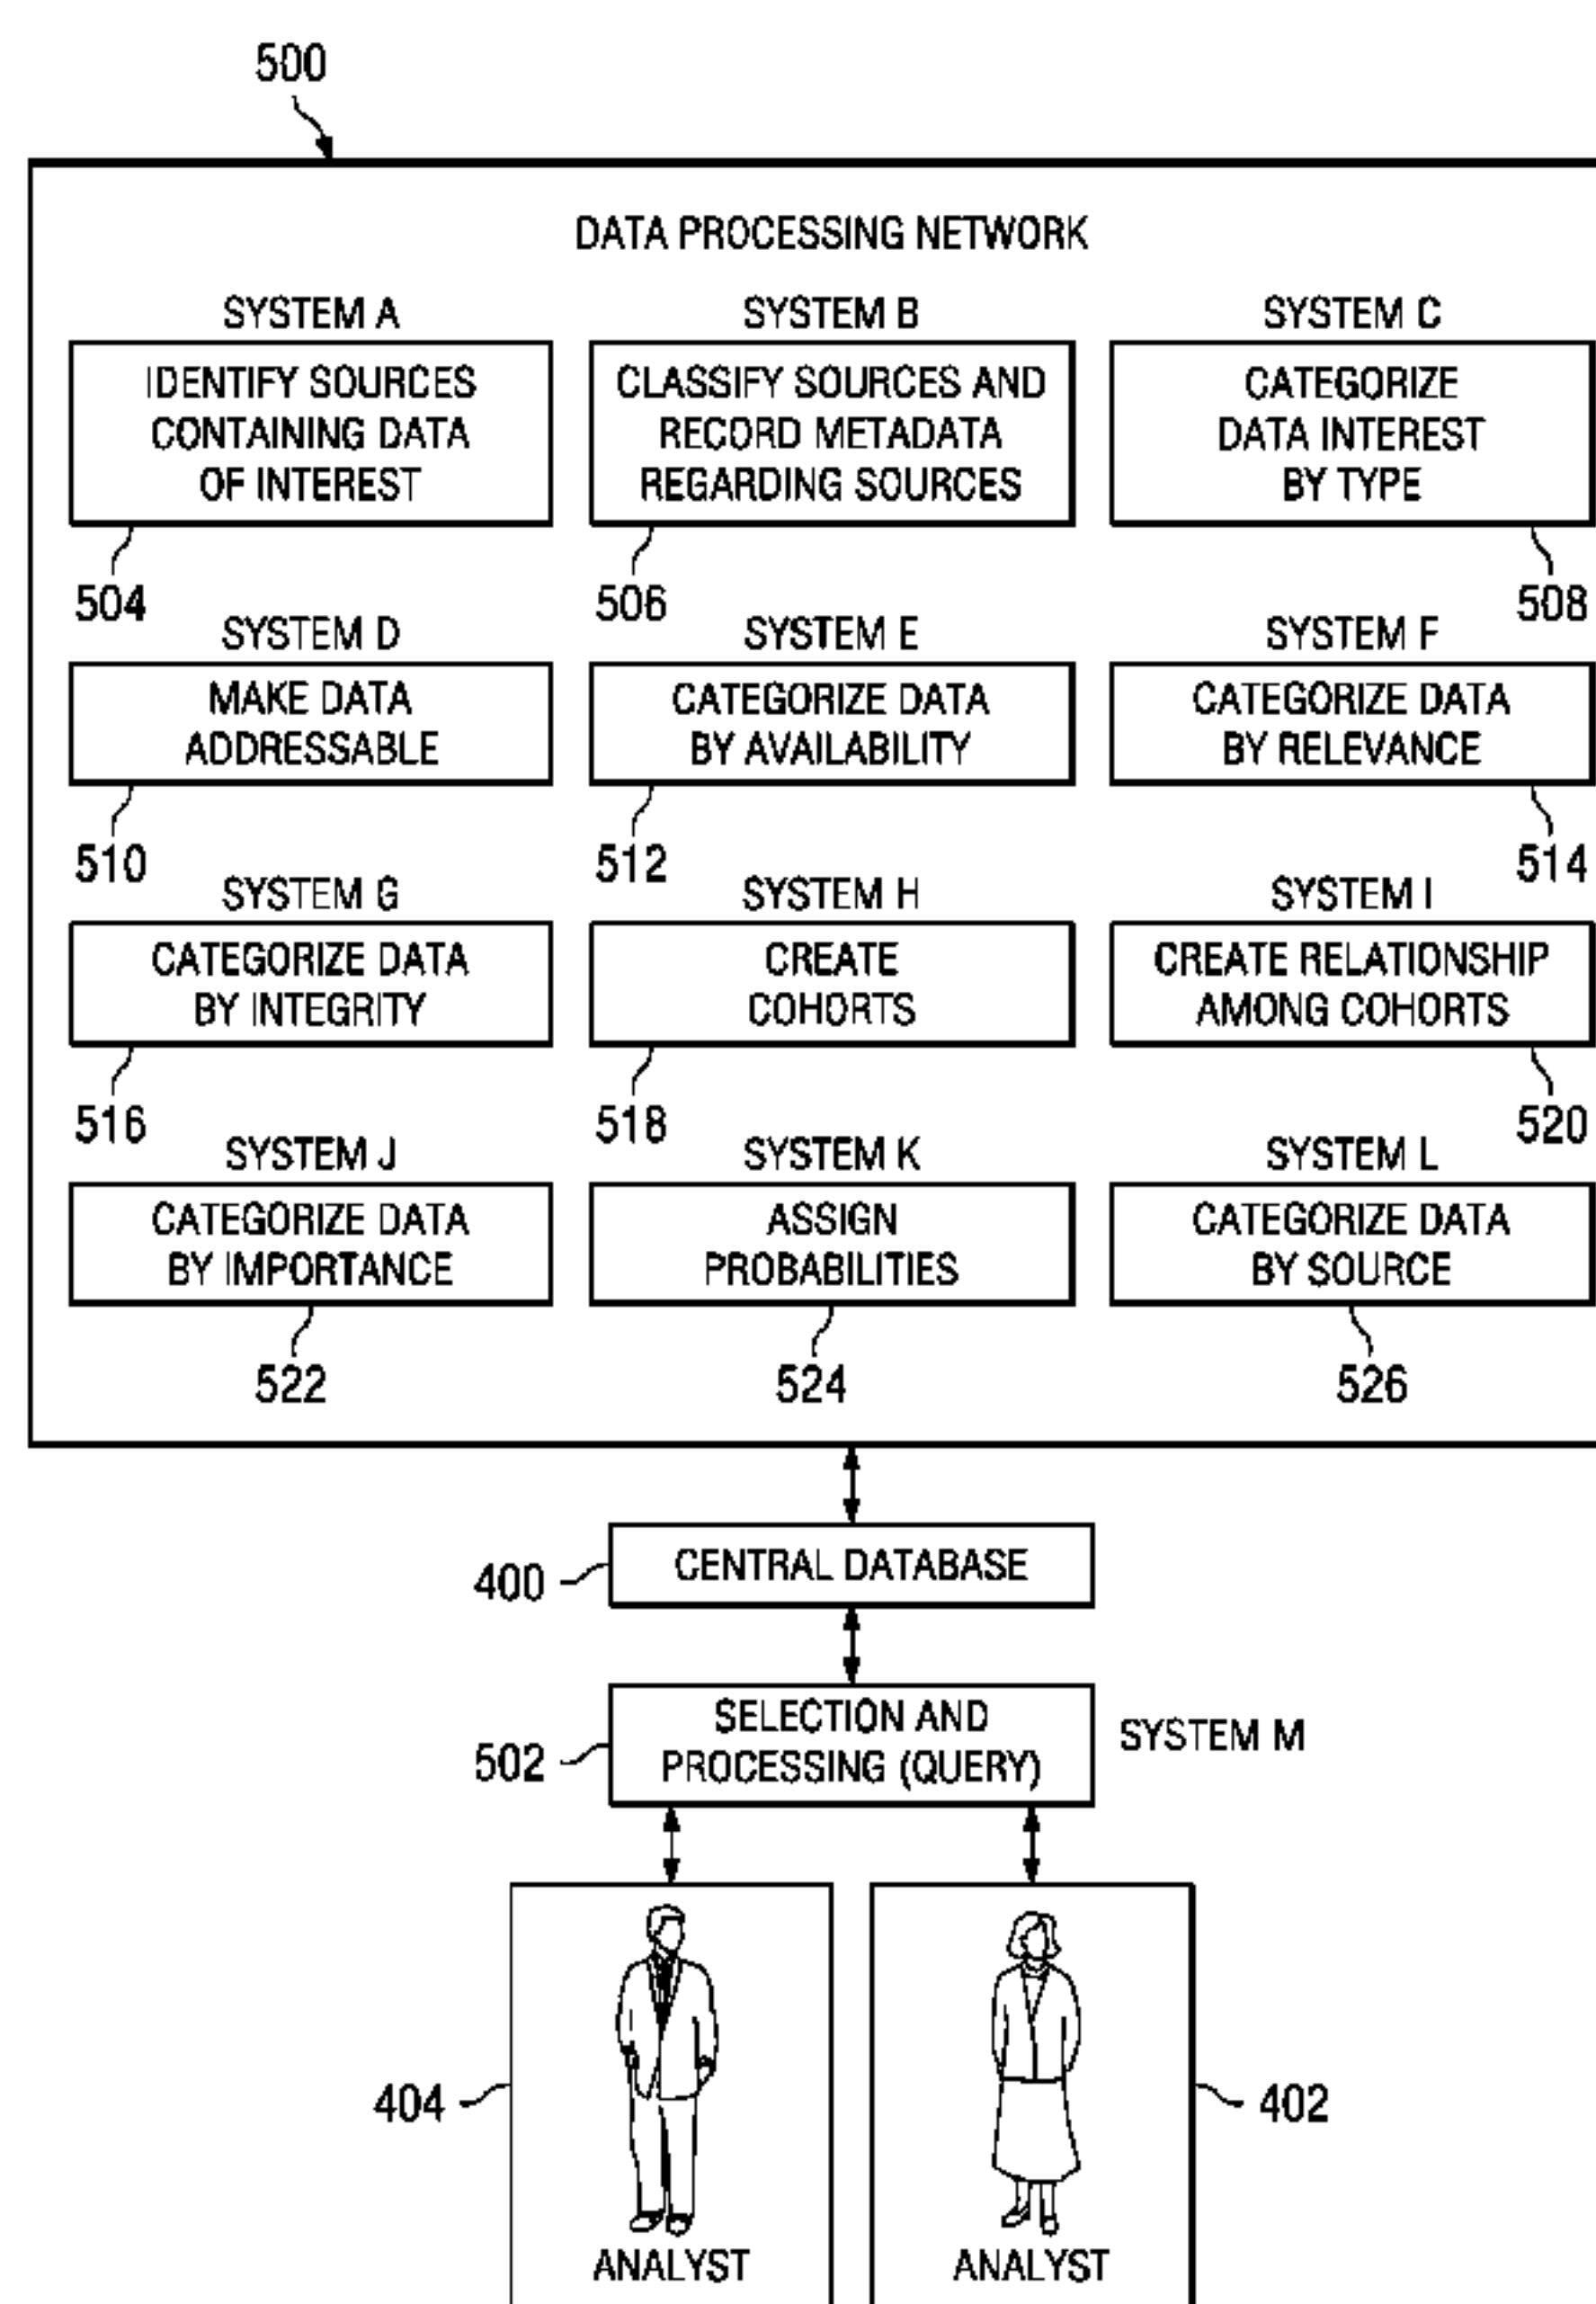 500
DATA PROCESSING NETWORK
SYSTEM A
IDENTIFY SOURCES
CONTAINING DATA
OF INTEREST
504
SYSTEM B
CLASSIFY SOURCES AND
RECORD METADATA
REGARDING SOURCES
506
SYSTEM C
CATEGORIZE
DATA INTEREST
BY TYPE
508
SYSTEM D
MAKE DATA
ADDRESSABLE
510
SYSTEM E
CATEGORIZE DATA
BY AVAILABILITY
512
SYSTEM F
CATEGORIZE DATA
BY RELEVANCE
514
SYSTEM G
CATEGORIZE DATA
BY INTEGRITY
516
SYSTEM H
CREATE
COHORTS
518
SYSTEM I
CREATE RELATIONSHIP
AMONG COHORTS
520
SYSTEM J
CATEGORIZE DATA
BY IMPORTANCE
522
SYSTEM K
ASSIGN
PROBABILITIES
524
SYSTEM L
CATEGORIZE DATA
BY SOURCE
526
400
CENTRAL DATABASE
502
SELECTION AND
PROCESSING (QUERY)
SYSTEM M
404
ANALYST
402
ANALYST